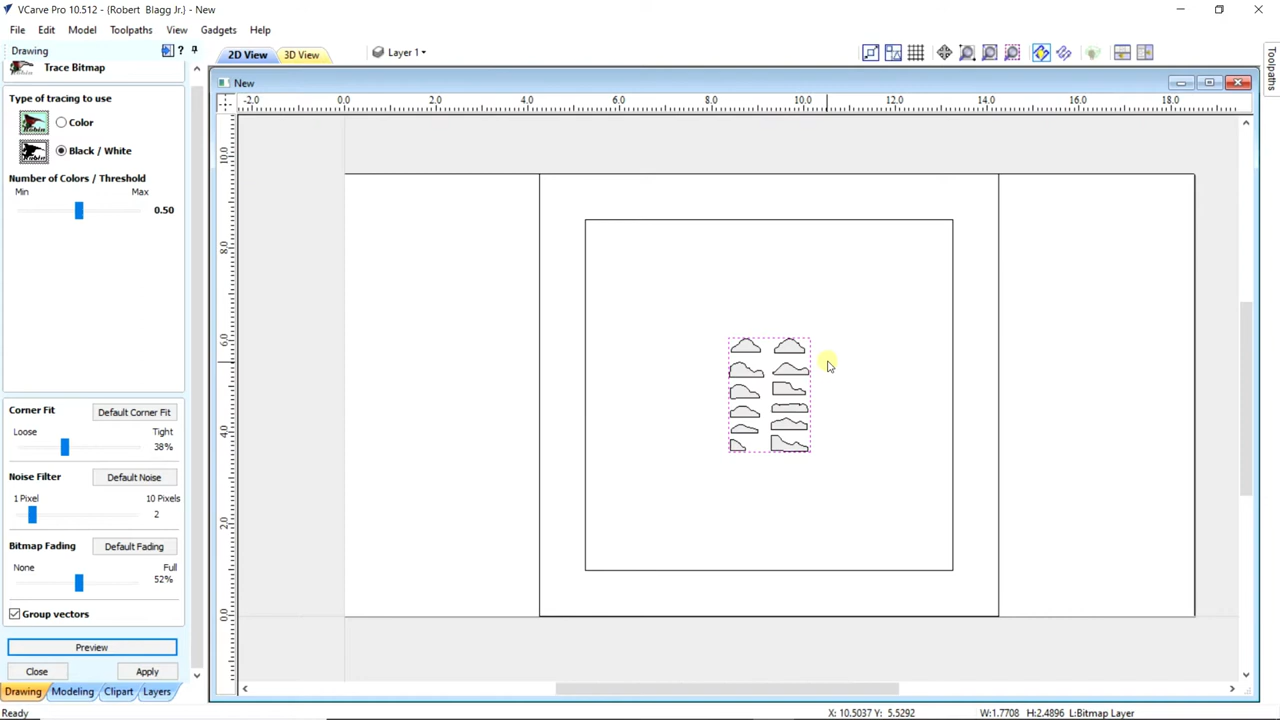 VCarve Pro 10.512 - (Robert Blagg Jr.) - New
File Edit Model Toolpaths View Gadgets Help
Drawing
2D View 3D View Layer 1
Toolpaths
Trace Bitmap
New
-2.0 0.0 2.0 4.0 6.0 8.0 10.0 12.0 14.0 16.0 18.0
10.0
8.0
6.0
4.0
2.0
0.0
Type of tracing to use
Color
Black / White
Number of Colors / Threshold
Min Max
0.50
Corner Fit Default Corner Fit
Loose Tight
38%
Noise Filter Default Noise
1 Pixel 10 Pixels
2
Bitmap Fading Default Fading
None Full
52%
Group vectors
Preview
Close Apply
Drawing Modeling Clipart Layers
Ready X: 10.5037 Y: 5.5292 W:1.7708 H:2.4896 L:Bitmap Layer